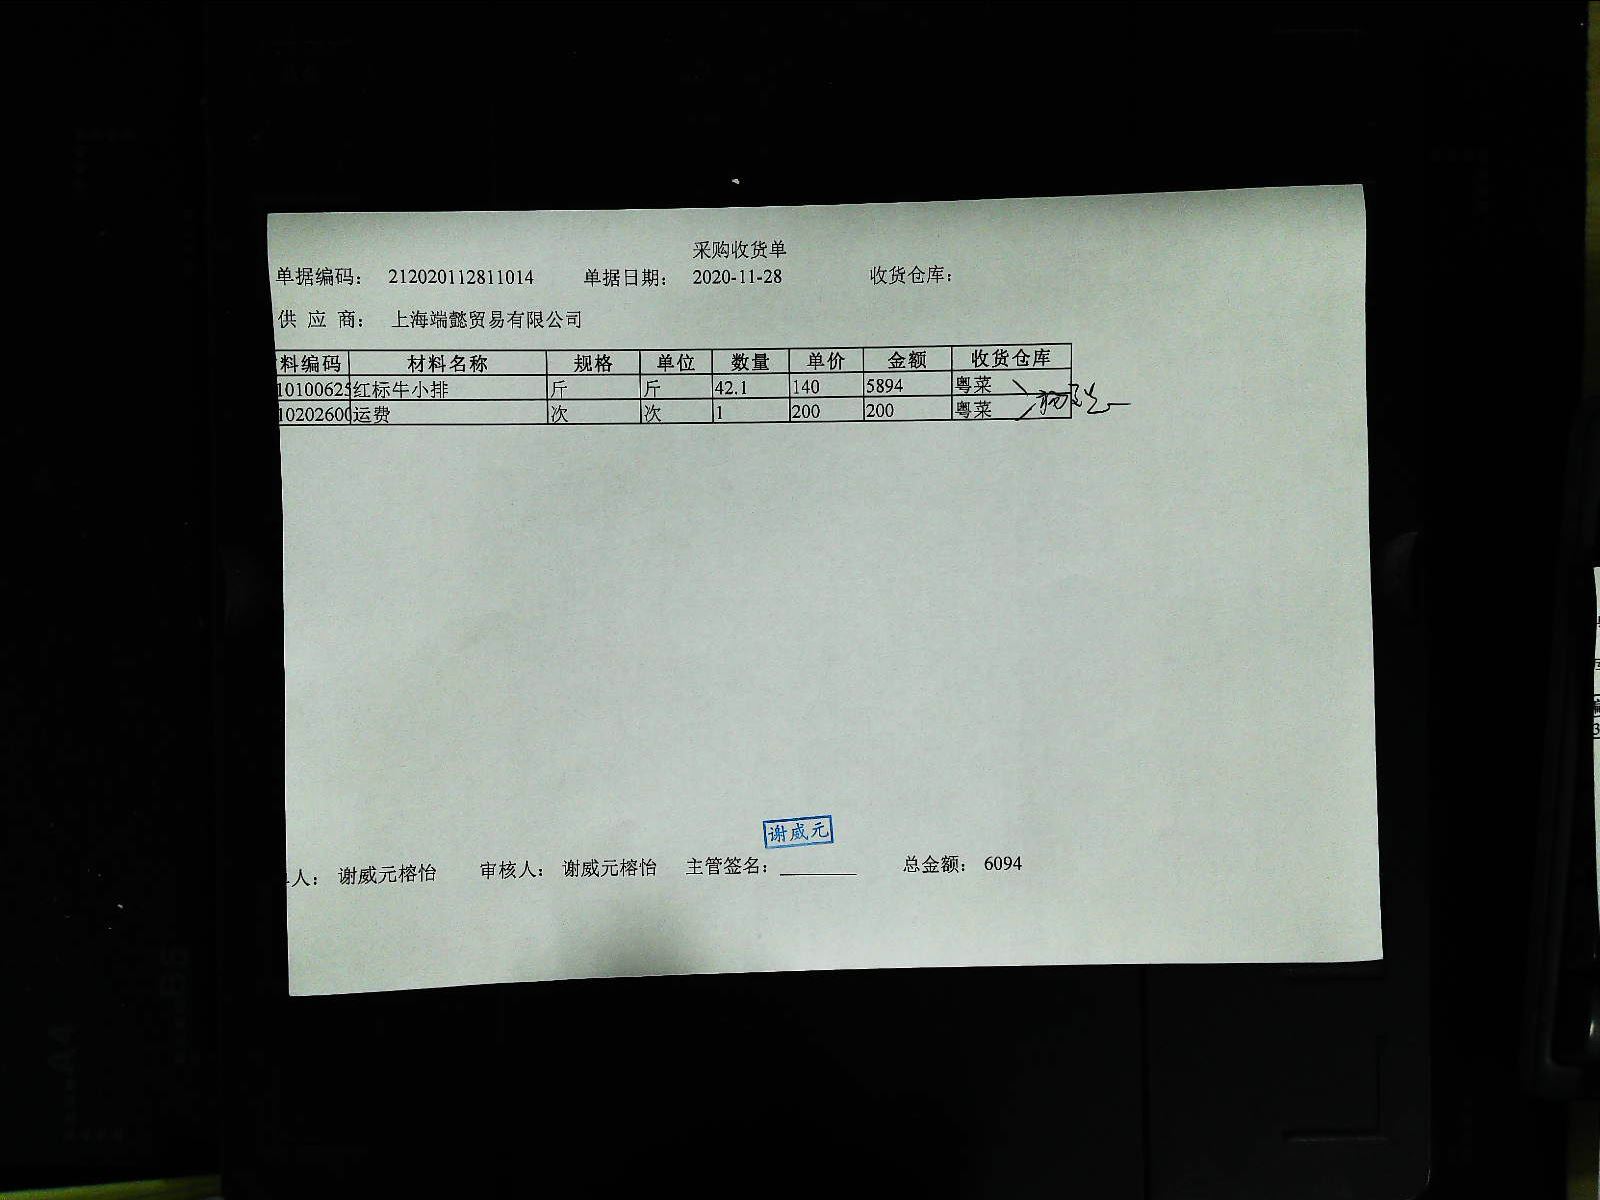 采购收货单
单据编码： 212020112811014 单据日期： 2020-11-28 收货仓库：
供 应 商： 上海端懿贸易有限公司
料编码 材料名称 规格 单位 数量 单价 金额 收货仓库
1010062 红标牛小排 斤 斤 42.1 140 5894 粤菜
1020260 运费 次 次 1 200 200 粤菜
谢威元
人： 谢威元榕怡 审核人： 谢威元榕怡 主管签名： 总金额： 6094